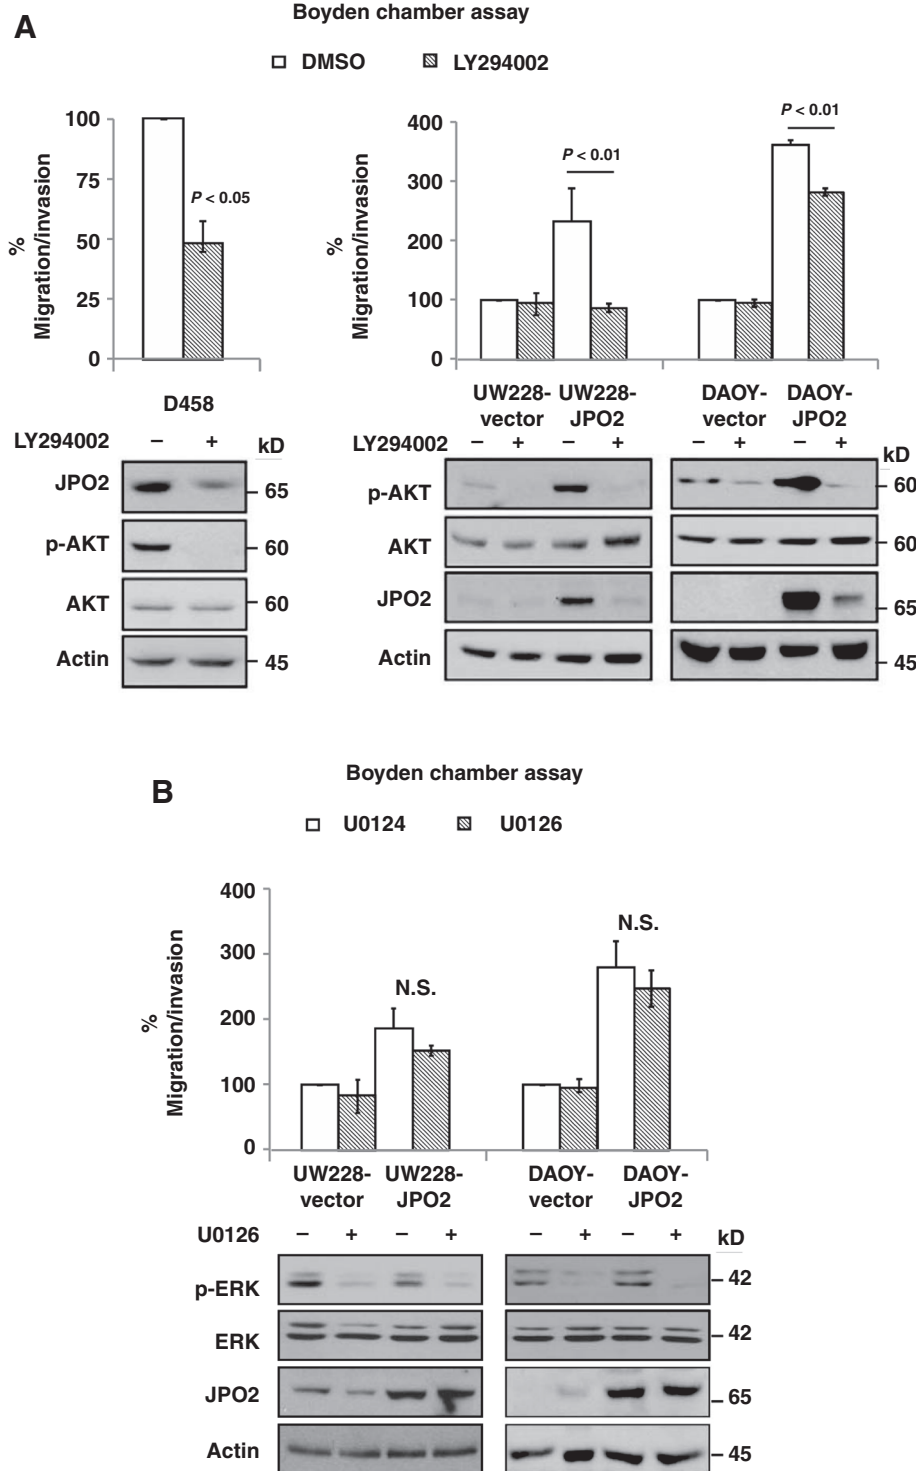 A
Boyden chamber assay
DMSO LY294002
100
75
50
25
0
%
Migration/invasion
P < 0.05
D458
LY294002 – + kD
JPO2 65
p-AKT 60
AKT 60
Actin 45
400
300
200
100
0
%
Migration/invasion
P < 0.01
P < 0.01
UW228-vector UW228-JPO2 DAOY-vector DAOY-JPO2
LY294002 – + – + – + – + kD
p-AKT 60
AKT 60
JPO2 65
Actin 45
B
Boyden chamber assay
U0124 U0126
400
300
200
100
0
%
Migration/invasion
N.S.
N.S.
UW228- UW228- DAOY- DAOY-
vector JPO2 vector JPO2
U0126 – + – + – + – + kD
p-ERK 42
ERK 42
JPO2 65
Actin 45